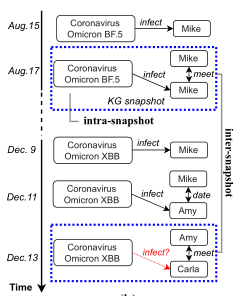 Aug.15
Coronavirus
Omicron BF.5
infect
Mike
Aug.17
Coronavirus
Omicron BF.5
infect
Mike
meet
Mike
KG snapshot
intra-snapshot
inter-snapshot
Dec. 9
Coronavirus
Omicron XBB
infect
Mike
Dec.11
Coronavirus
Omicron XBB
infect
Mike
date
Amy
Dec.13
Coronavirus
Omicron XBB
infect?
Amy
meet
Carla
Time